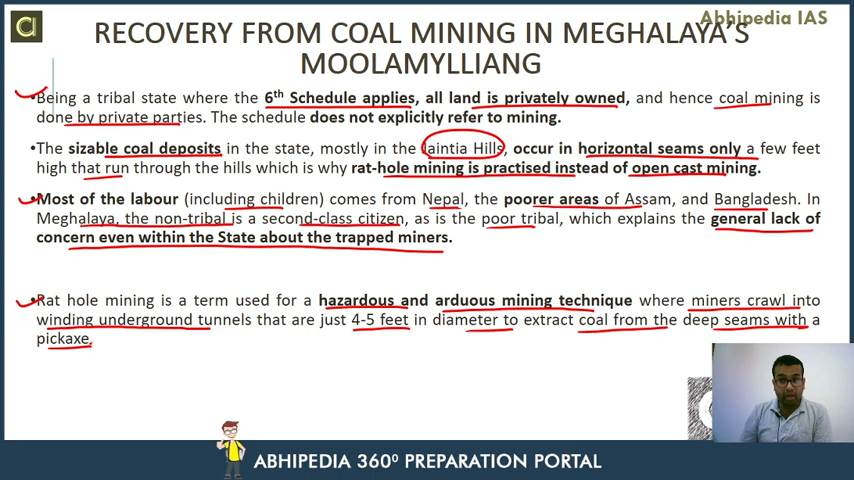 Abhipedia IAS
RECOVERY FROM COAL MINING IN MEGHALAYA'S
MOOLAMYLLIANG
•Being a tribal state where the 6th Schedule applies, all land is privately owned, and hence coal mining is
done by private parties. The schedule does not explicitly refer to mining.
•The sizable coal deposits in the state, mostly in the Jaintia Hills, occur in horizontal seams only a few feet
high that run through the hills which is why rat-hole mining is practised instead of open cast mining.
•Most of the labour (including children) comes from Nepal, the poorer areas of Assam, and Bangladesh. In
Meghalaya, the non-tribal is a second-class citizen, as is the poor tribal, which explains the general lack of
concern even within the State about the trapped miners.
•Rat hole mining is a term used for a hazardous and arduous mining technique where miners crawl into
winding underground tunnels that are just 4-5 feet in diameter to extract coal from the deep seams with a
pickaxe.
ABHIPEDIA 360⁰ PREPARATION PORTAL